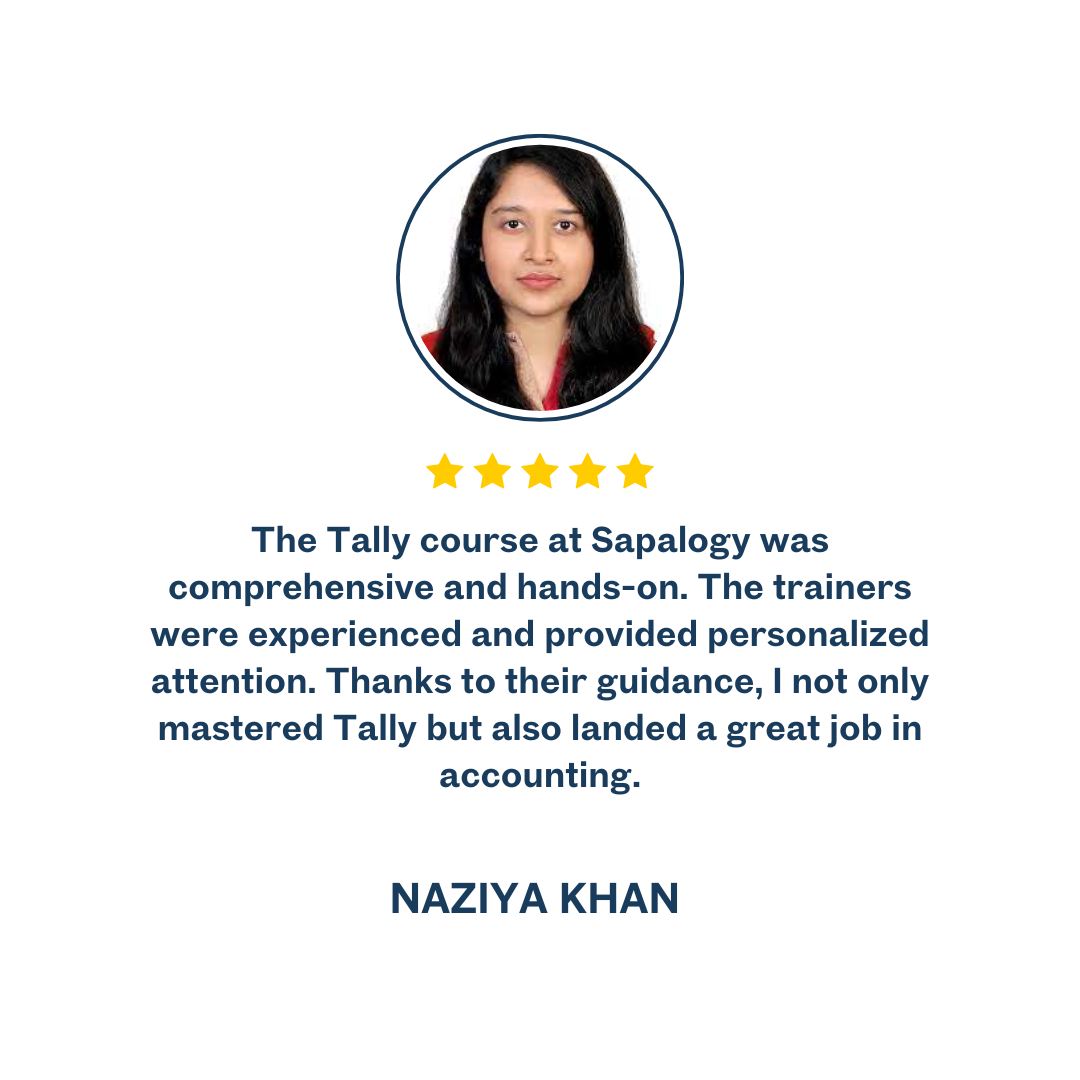 The Tally course at Sapalogy was
comprehensive and hands-on. The trainers
were experienced and provided personalized
attention. Thanks to their guidance, I not only
mastered Tally but also landed a great job in
accounting.
NAZIYA KHAN